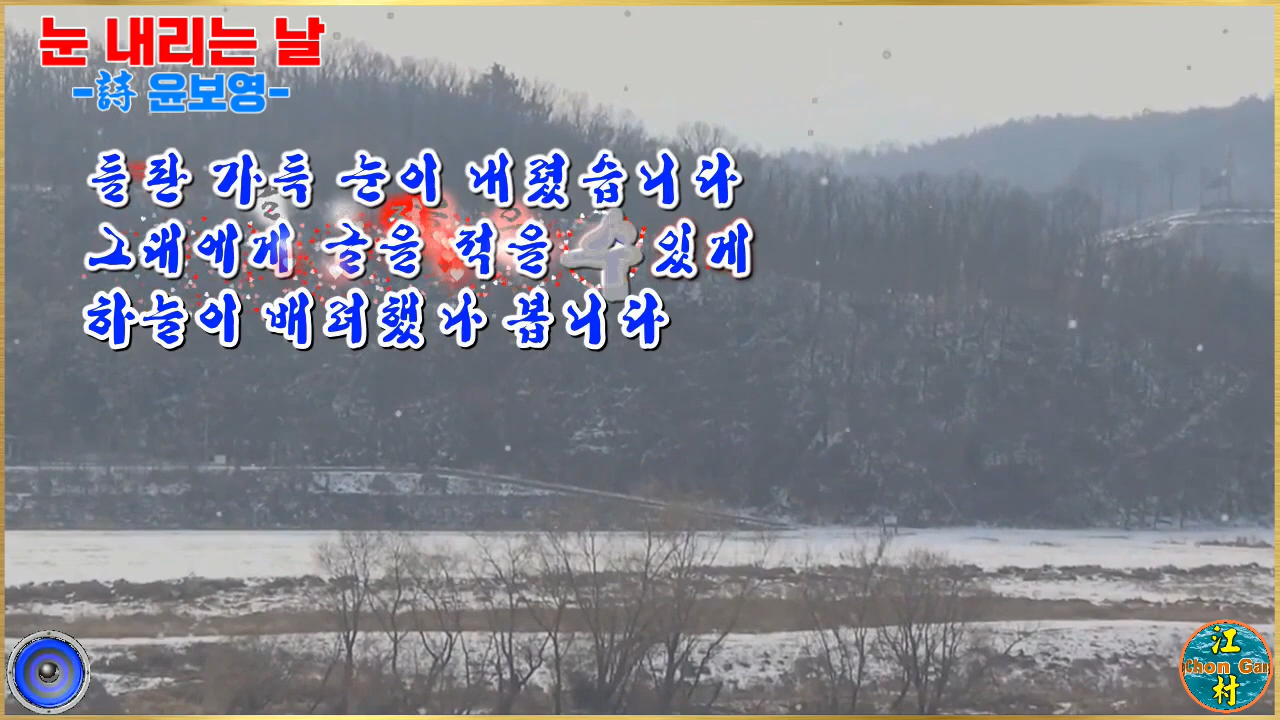 눈 내리는 날
-詩 윤보영-
들판 가득 눈이 내렸습니다
그대에게 글을 적을 수 있게
하늘이 배려했나 봅니다
江
chon Gan
村